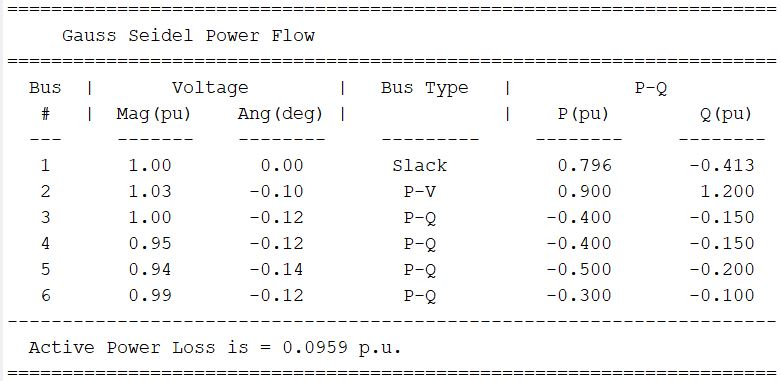 Gauss Seidel Power Flow
Bus | Voltage | Bus Type | P-Q
# | Mag(pu) Ang(deg) | | P(pu) Q(pu)
--- ------- -------- --------- -------- --------
1 1.00 0.00 Slack 0.796 -0.413
2 1.03 -0.10 P-V 0.900 1.200
3 1.00 -0.12 P-Q -0.400 -0.150
4 0.95 -0.12 P-Q -0.400 -0.150
5 0.94 -0.14 P-Q -0.500 -0.200
6 0.99 -0.12 P-Q -0.300 -0.100
Active Power Loss is = 0.0959 p.u.